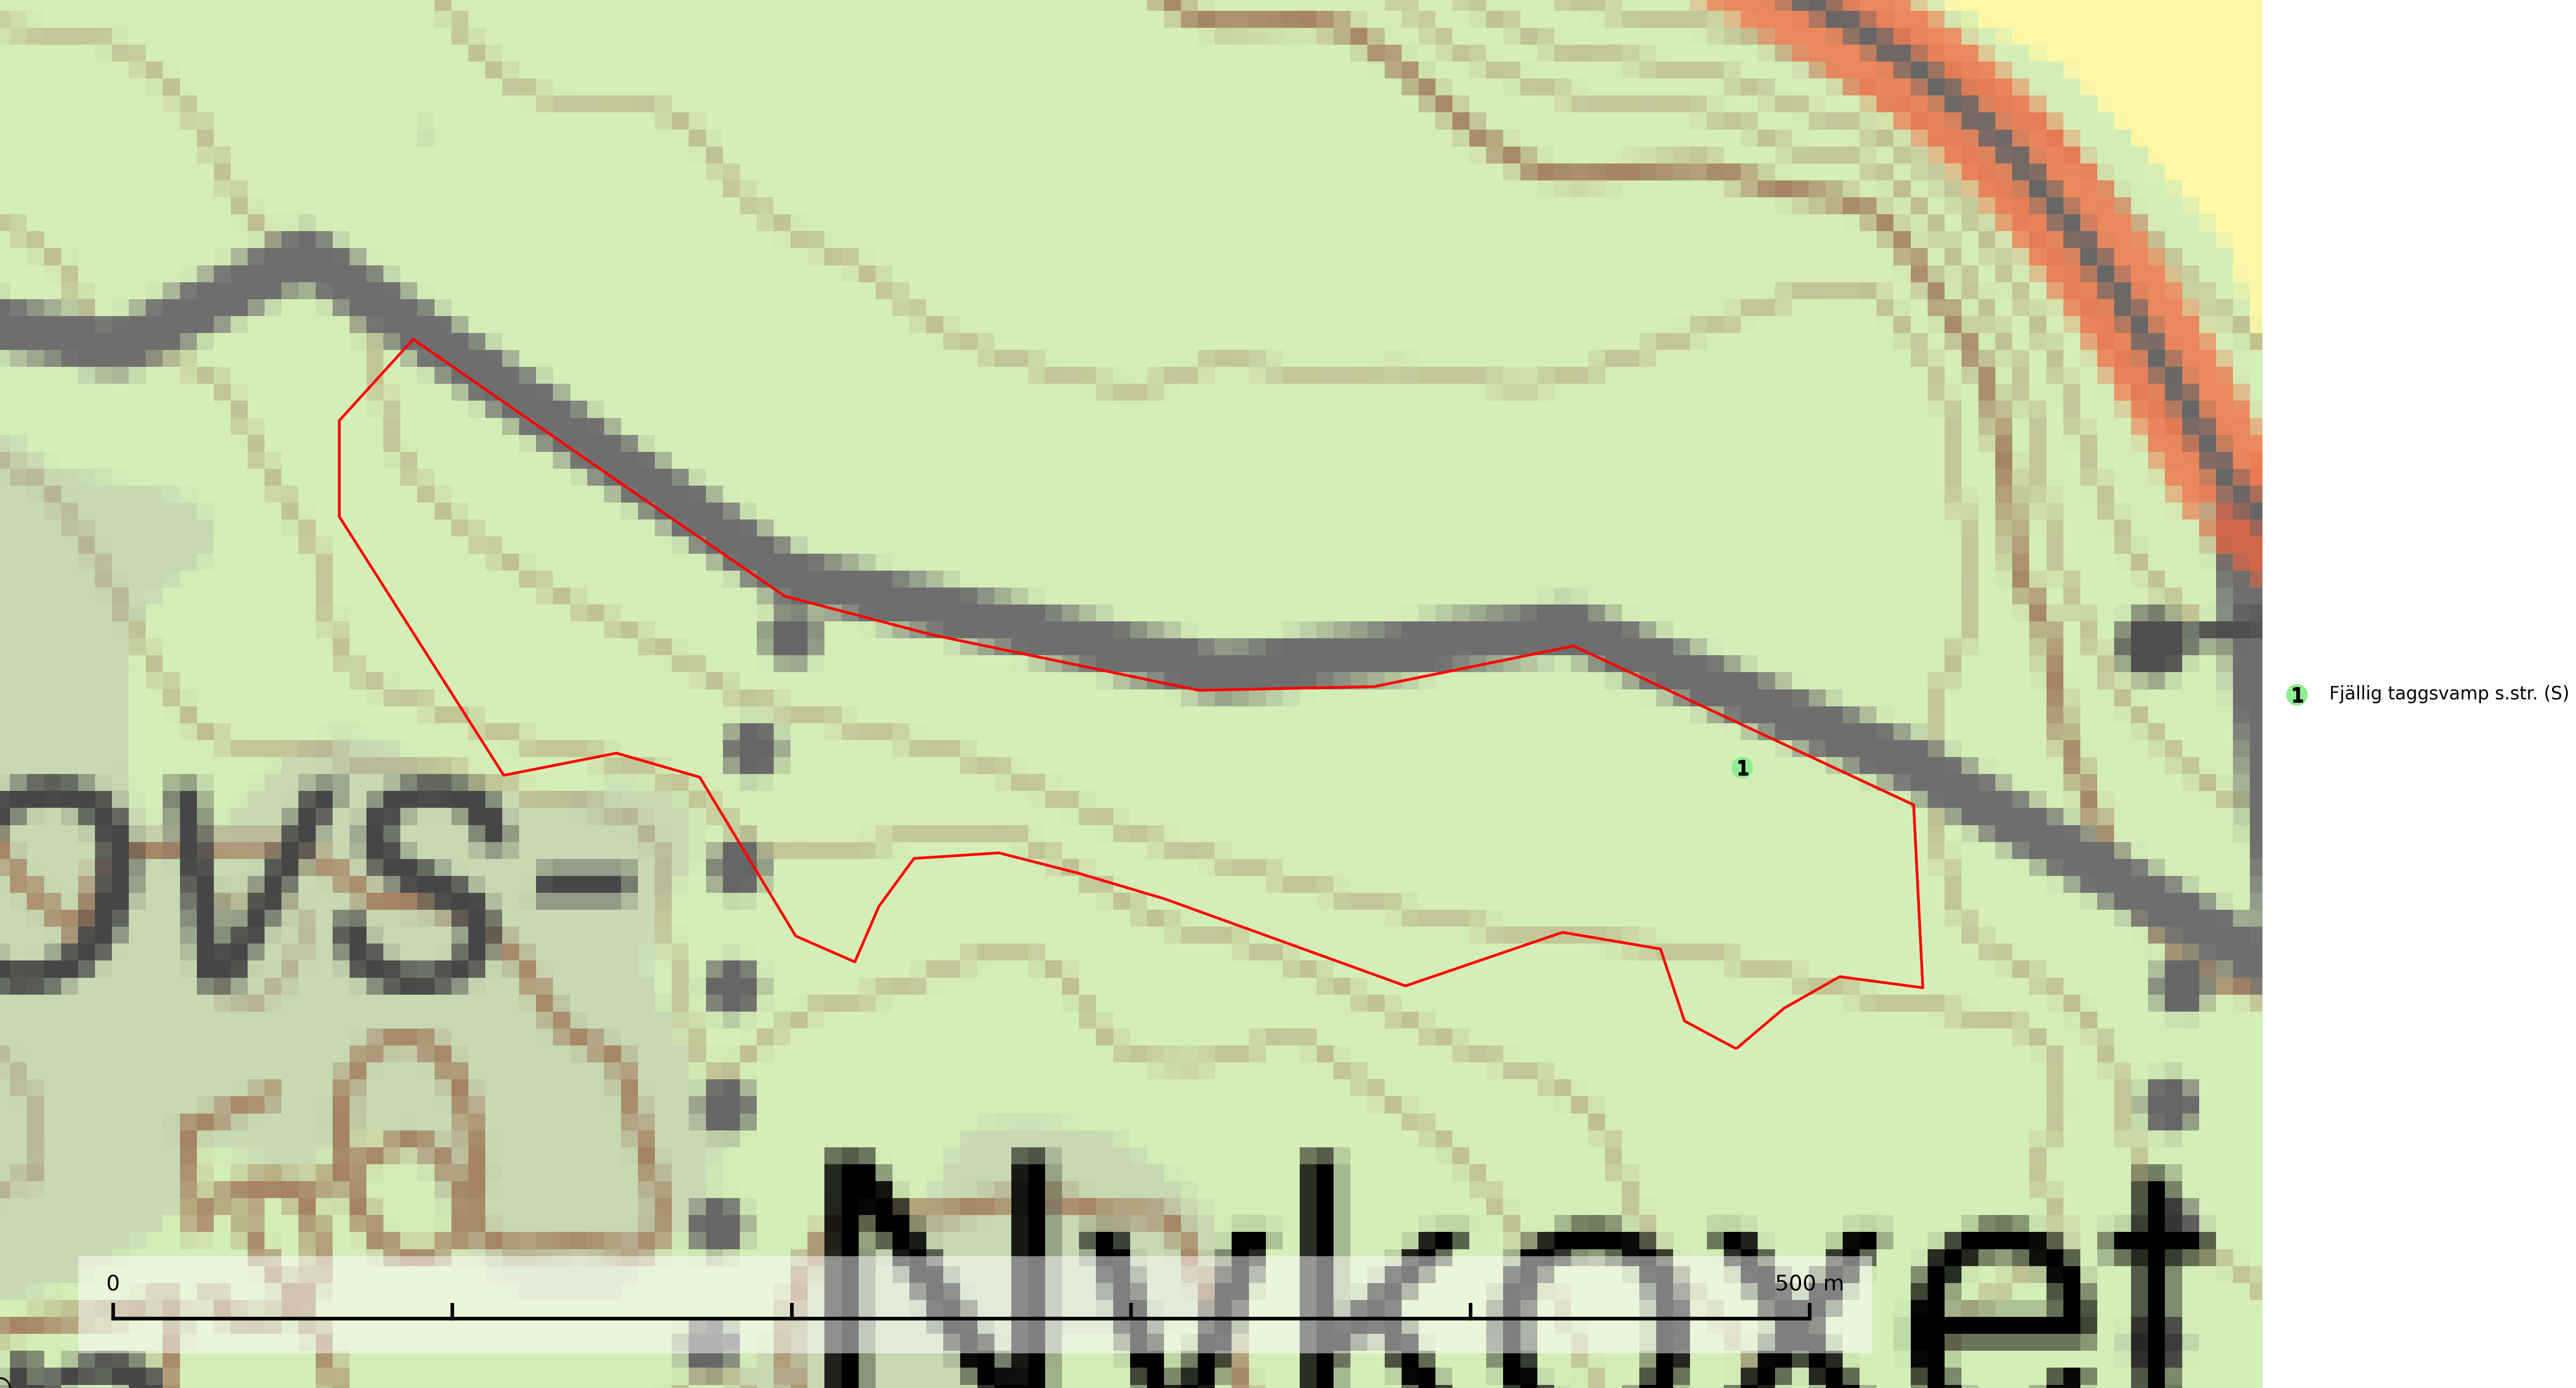 1 Fjällig taggsvamp s.str. (S)
1
ovs-
Nykoxet
0 500 m